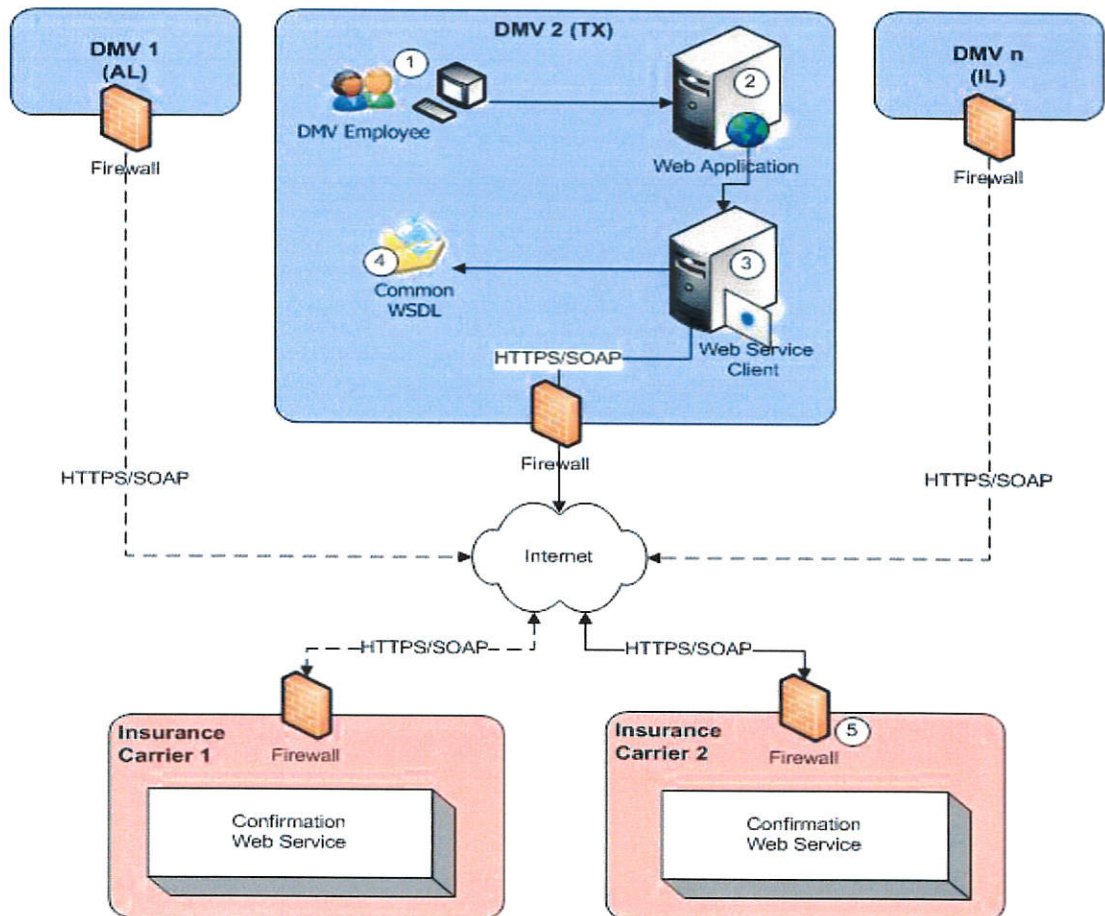 DMV 1
(AL)
Firewall
DMV 2 (TX)
1
DMV Employee
2
Web Application
3
Web Service
Client
4
Common
WSDL
HTTPS/SOAP
Firewall
DMV n
(IL)
Firewall
HTTPS/SOAP
HTTPS/SOAP
Internet
HTTPS/SOAP
HTTPS/SOAP
Insurance
Carrier 1
Firewall
Confirmation
Web Service
Insurance
Carrier 2
5
Firewall
Confirmation
Web Service